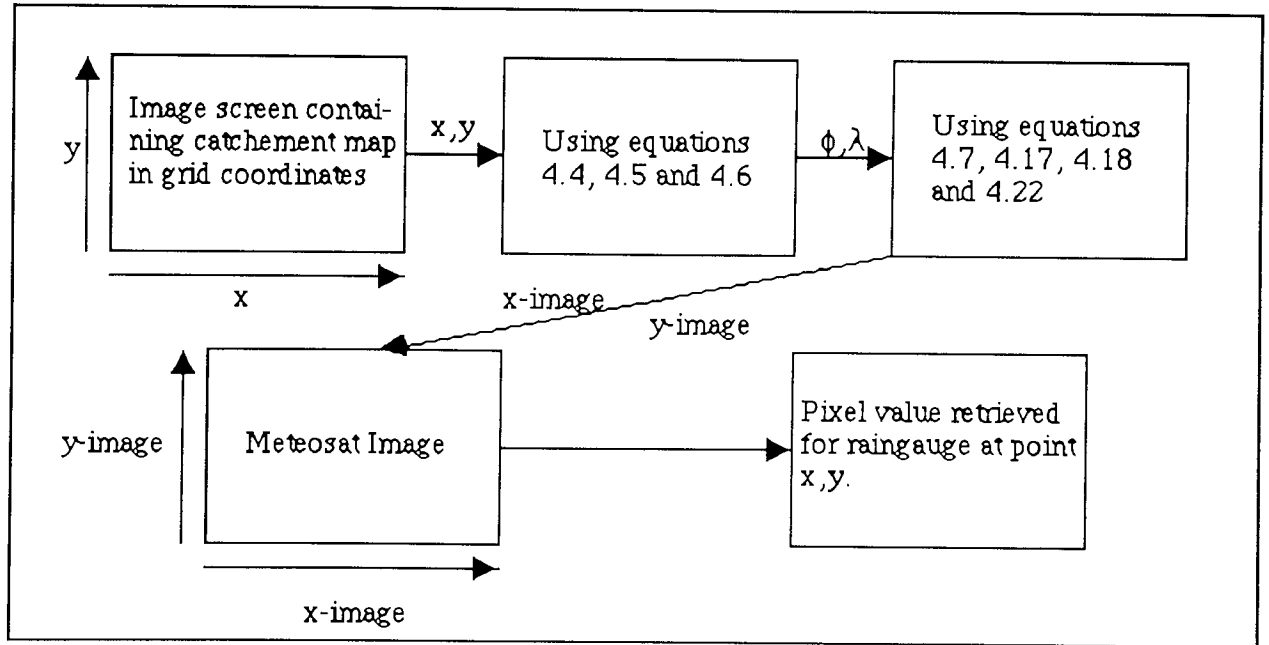 Image screen contai-
ning catchement map
in grid coordinates
y
x
x,y
Using equations
4.4, 4.5 and 4.6
ϕ,λ
Using equations
4.7, 4.17, 4.18
and 4.22
x-image
y-image
y-image
Meteosat Image
x-image
Pixel value retrieved
for raingauge at point
x,y.